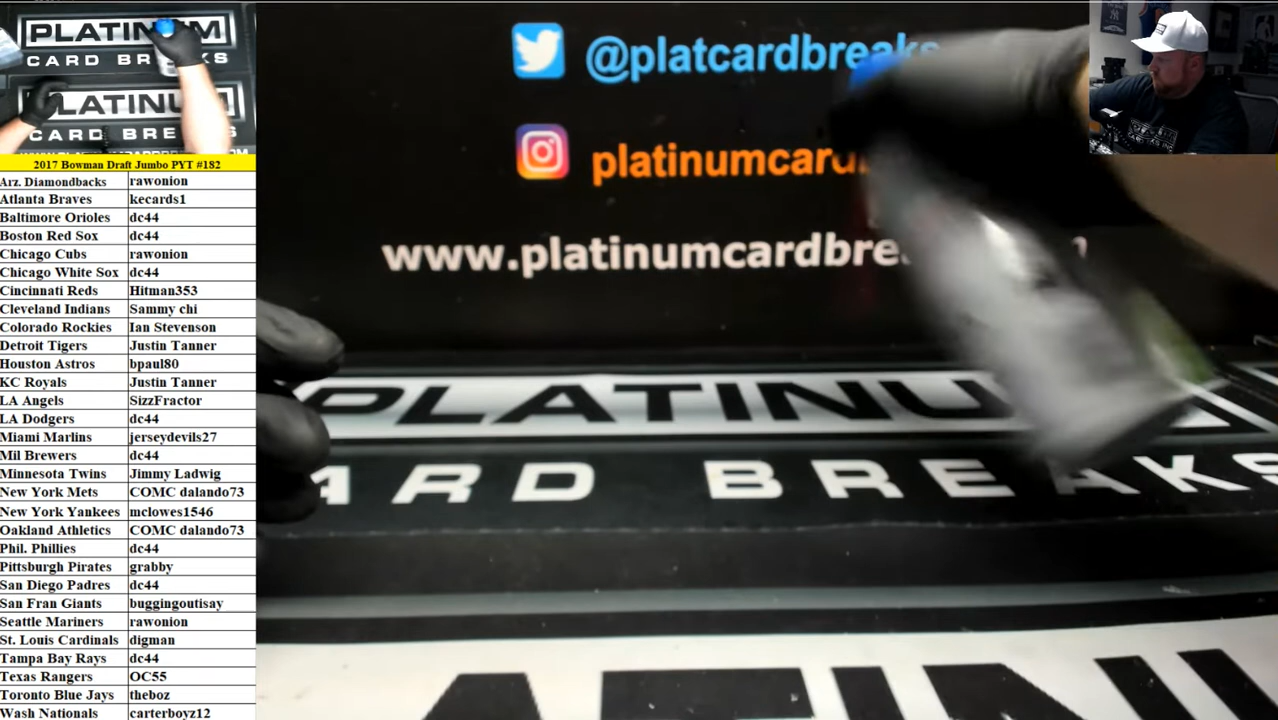 PLATINUM
CARD BREAKS
PLATINUM
CARD BREAKS
2017 Bowman Draft Jumbo PYT #182
Arz. Diamondbacks rawonion
Atlanta Braves kecards1
Baltimore Orioles dc44
Boston Red Sox dc44
Chicago Cubs rawonion
Chicago White Sox dc44
Cincinnati Reds Hitman353
Cleveland Indians Sammy chi
Colorado Rockies Ian Stevenson
Detroit Tigers Justin Tanner
Houston Astros bpaul80
KC Royals Justin Tanner
LA Angels SizzFractor
LA Dodgers dc44
Miami Marlins jerseydevils27
Mil Brewers dc44
Minnesota Twins Jimmy Ladwig
New York Mets COMC dalando73
New York Yankees mclowes1546
Oakland Athletics COMC dalando73
Phil. Phillies dc44
Pittsburgh Pirates grabby
San Diego Padres dc44
San Fran Giants buggingoutisay
Seattle Mariners rawonion
St. Louis Cardinals digman
Tampa Bay Rays dc44
Texas Rangers OC55
Toronto Blue Jays theboz
Wash Nationals carterboyz12
@platcardbreaks
platinumcard
www.platinumcardbre
PLATINU
ARD BREAKS
ATINU